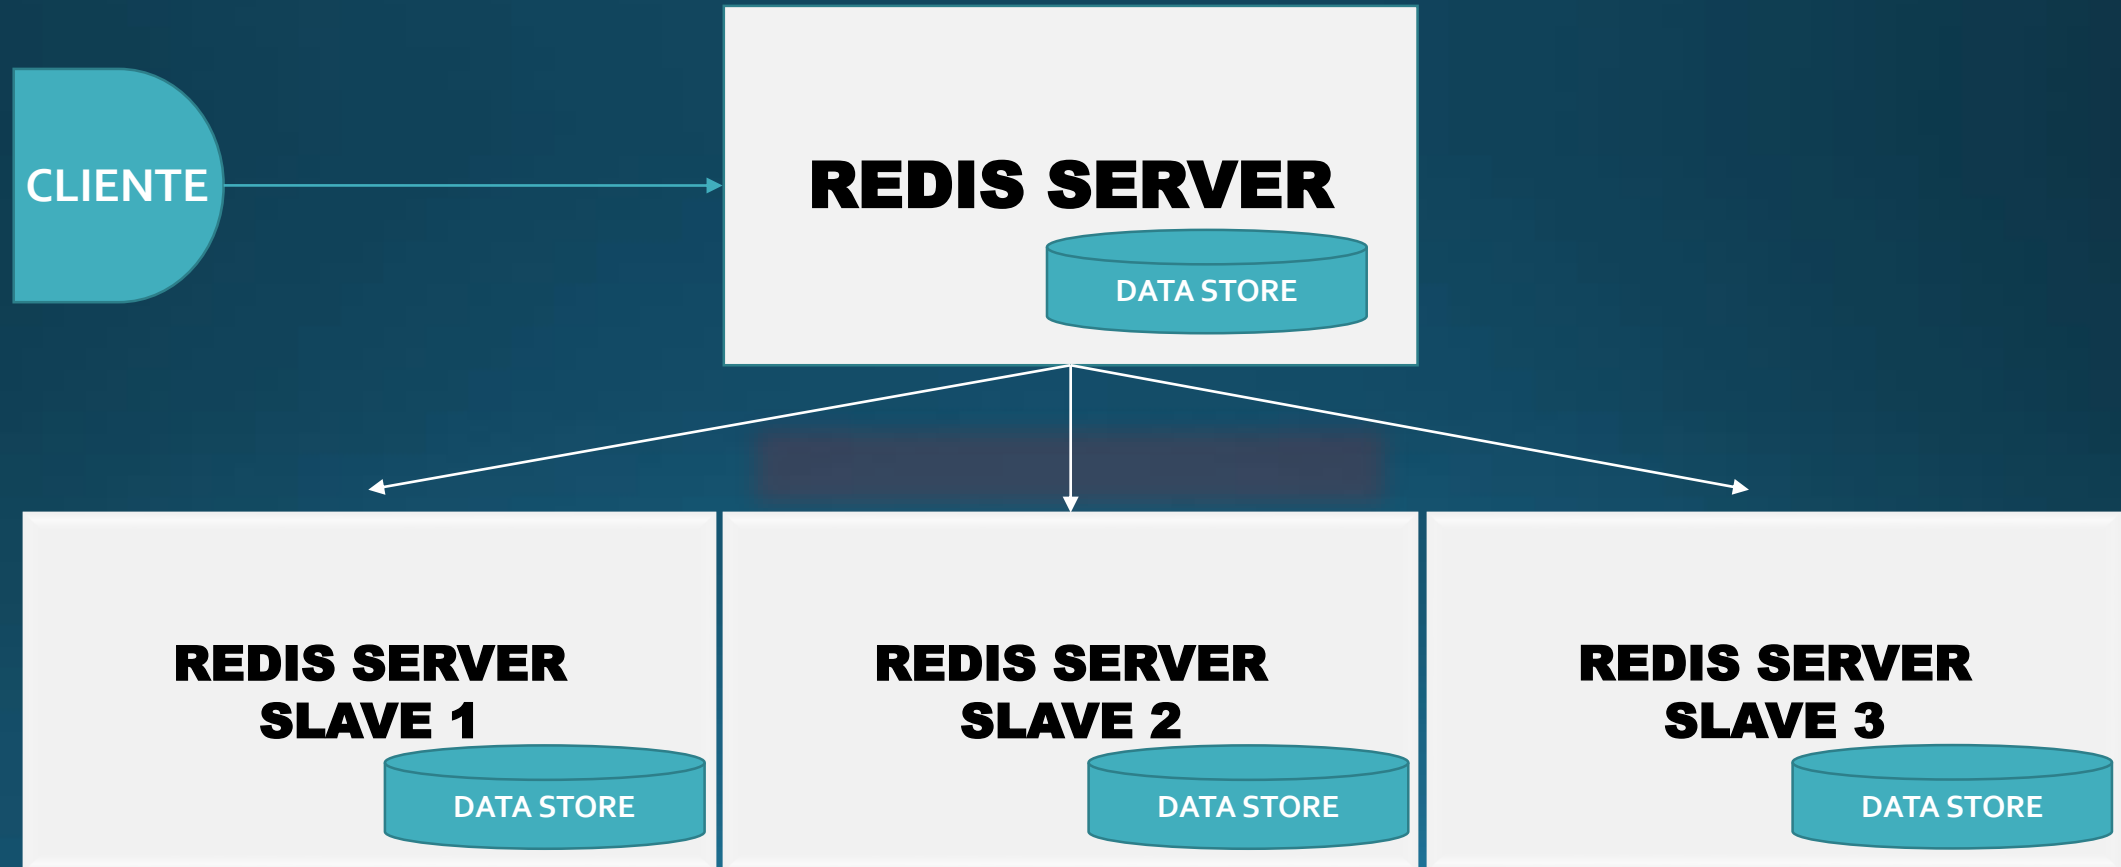 CLIENTE
REDIS SERVER
DATA STORE
REDIS SERVER
SLAVE 1
DATA STORE
REDIS SERVER
SLAVE 2
DATA STORE
REDIS SERVER
SLAVE 3
DATA STORE